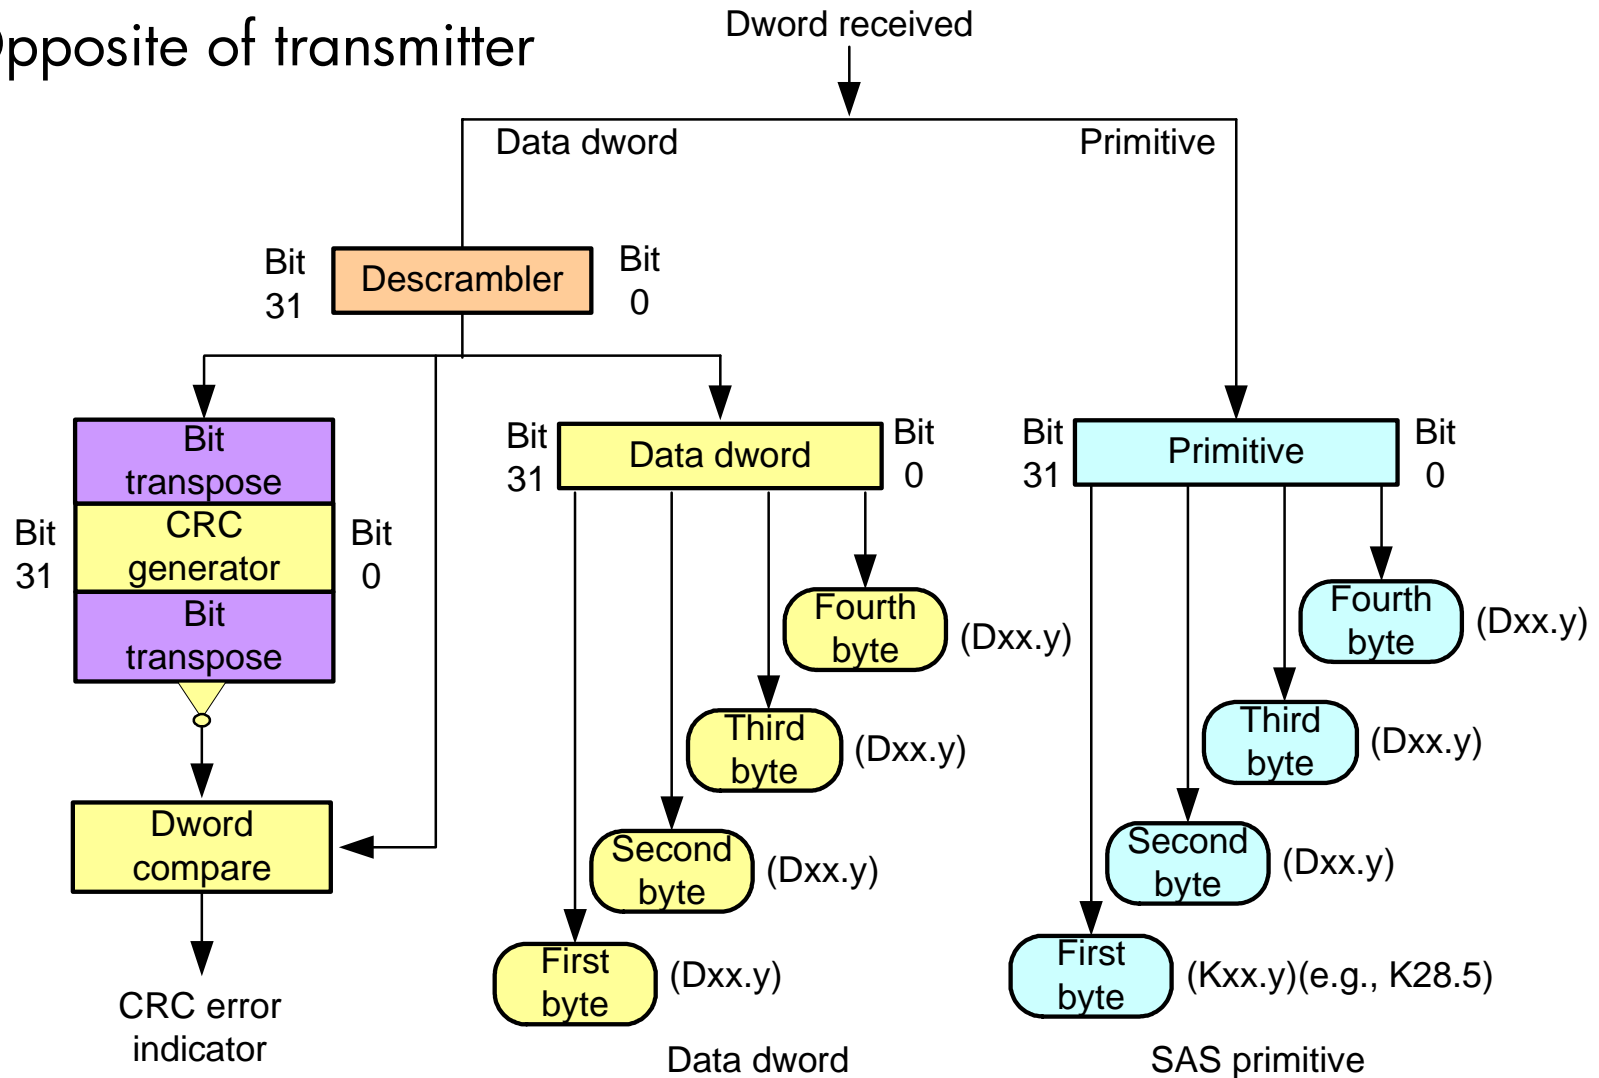 pposite of transmitter
Dword received
Data dword
Primitive
Bit
31
Descrambler
Bit
0
Bit
transpose
Bit
31
CRC
generator
Bit
0
Bit
transpose
Dword
compare
CRC error
indicator
Bit
31
Data dword
Bit
0
Fourth
byte
(Dxx.y)
Third
byte
(Dxx.y)
Second
byte
(Dxx.y)
First
byte
(Dxx.y)
Data dword
Bit
31
Primitive
Bit
0
Fourth
byte
(Dxx.y)
Third
byte
(Dxx.y)
Second
byte
(Dxx.y)
First
byte
(Kxx.y)(e.g., K28.5)
SAS primitive